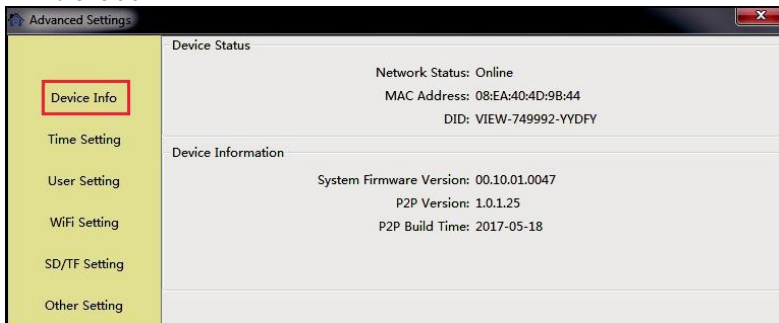 Advanced Settings
x
Device Info
Time Setting
User Setting
WiFi Setting
SD/TF Setting
Other Setting
Device Status
Network Status: Online
MAC Address: 08:EA:40:4D:9B:44
DID: VIEW-749992-YYDFY
Device Information
System Firmware Version: 00.10.01.0047
P2P Version: 1.0.1.25
P2P Build Time: 2017-05-18